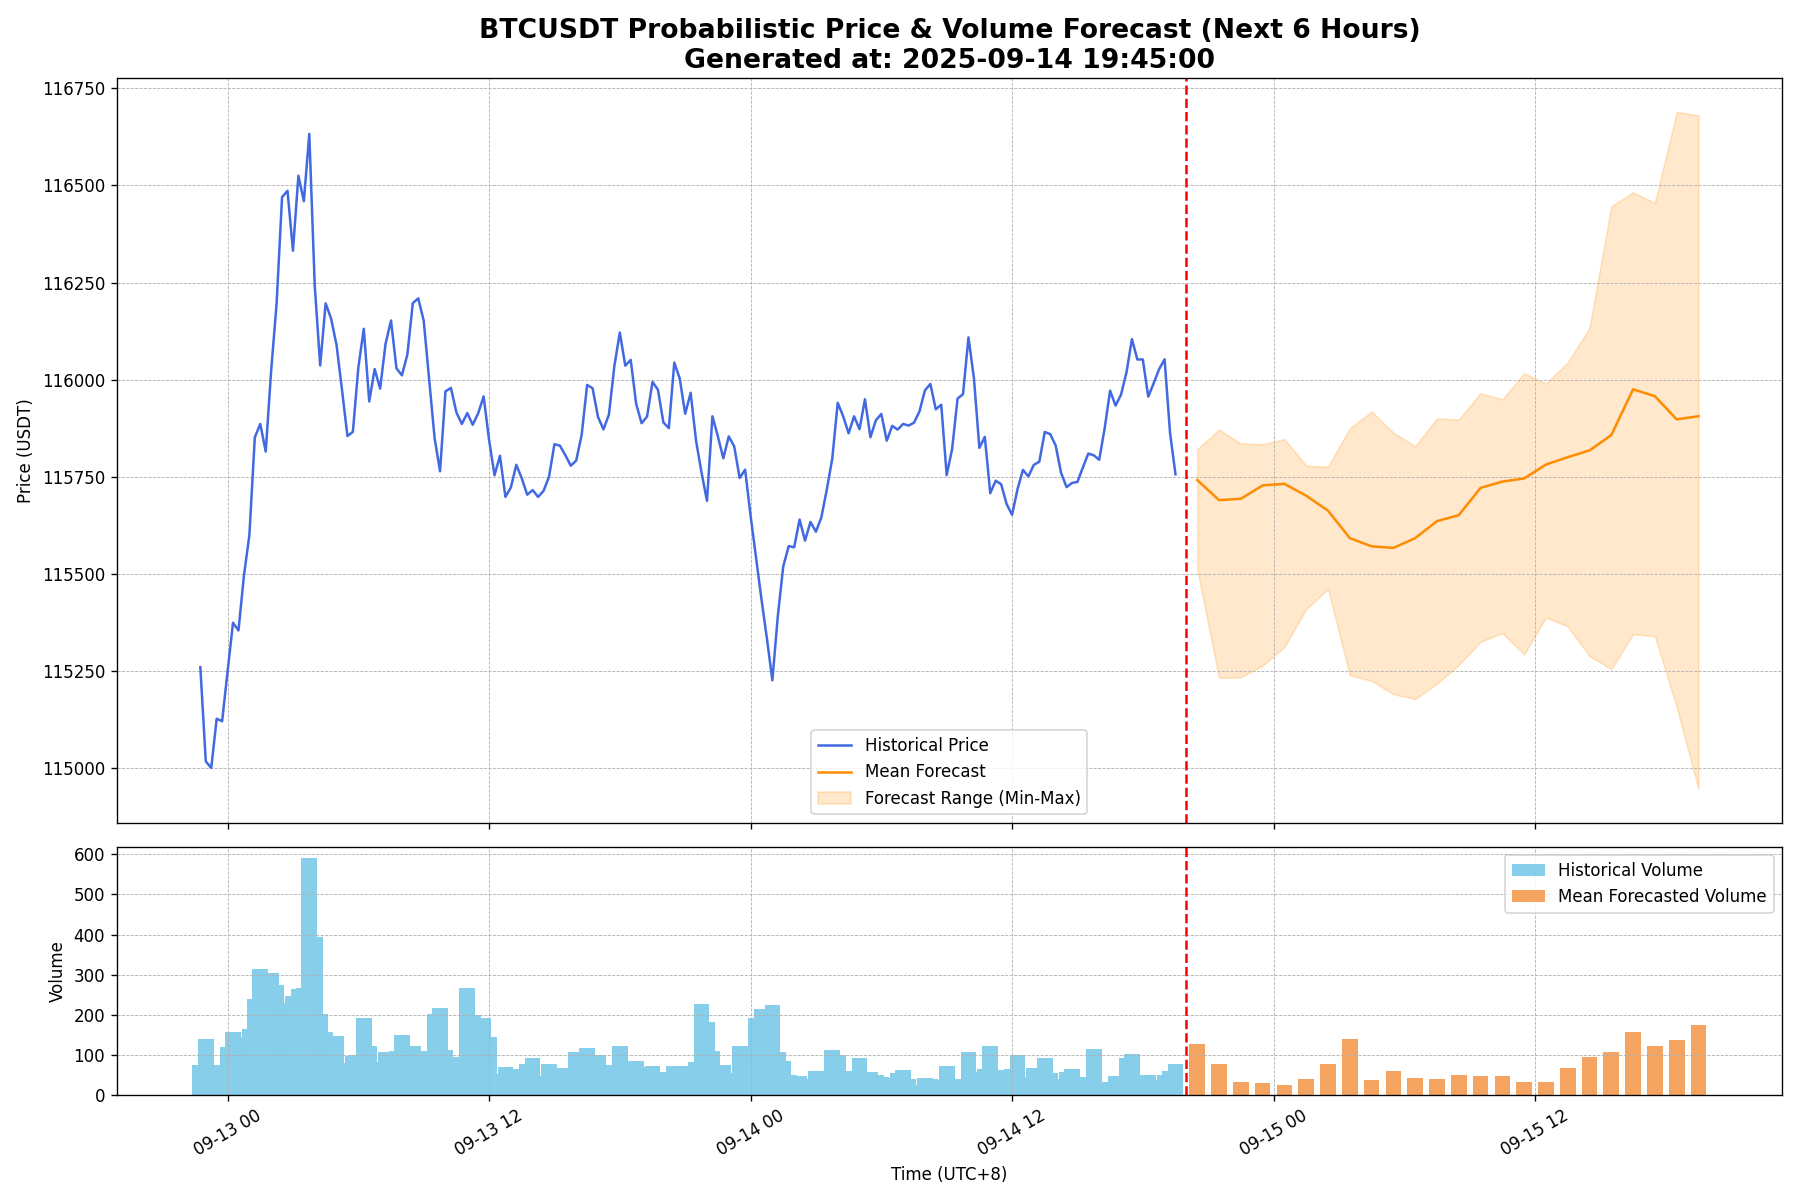 BTCUSDT Probabilistic Price & Volume Forecast (Next 6 Hours)
Generated at: 2025-09-14 19:45:00
116750
116500
116250
116000
115750
115500
115250
115000
Price (USDT)
Historical Price
Mean Forecast
Forecast Range (Min-Max)
600
500
400
300
200
100
0
Volume
Historical Volume
Mean Forecasted Volume
09-13 00
09-13 12
09-14 00
09-14 12
09-15 00
09-15 12
Time (UTC+8)